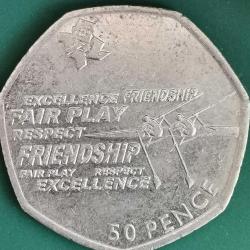 EXCELLENCE FRIENDSHIP
FAIR PLAY
RESPECT
FRIENDSHIP
FAIR PLAY RESPECT
EXCELLENCE
50 PENCE